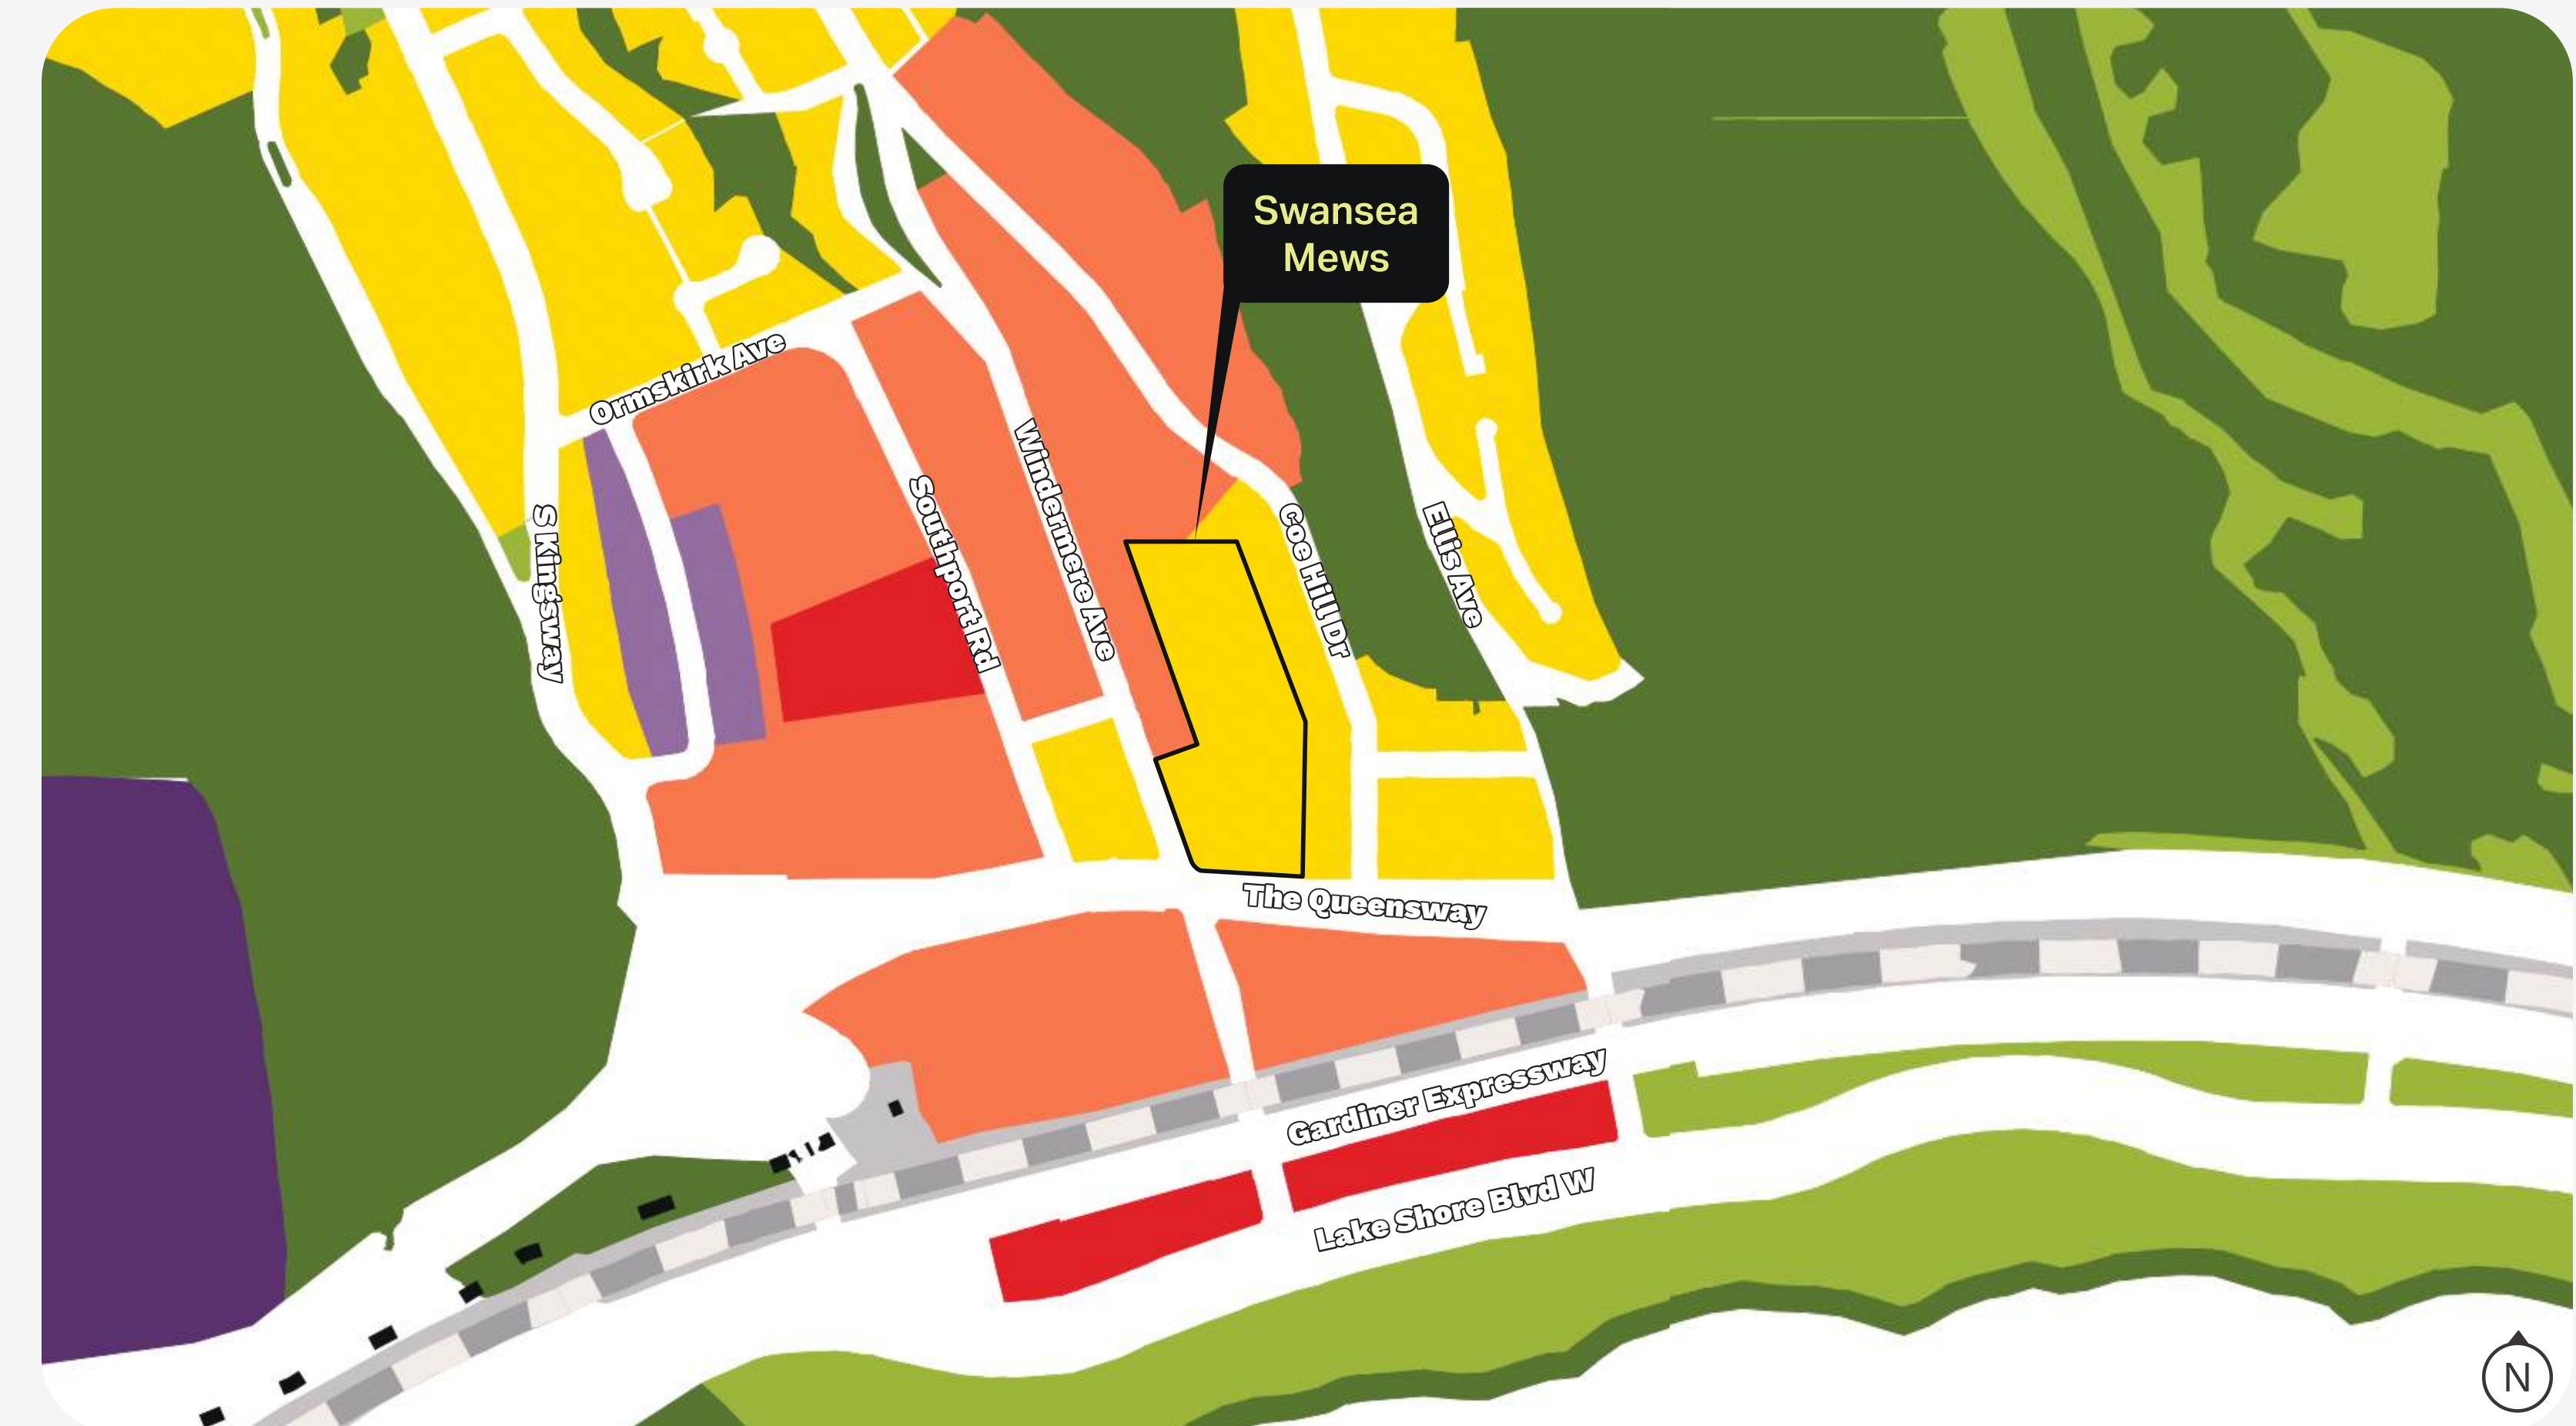 Swansea
Mews
Ormskirk Ave
S Kingsway
Southport Rd
Windermere Ave
Coe Hill Dr
Ellis Ave
The Queensway
Gardiner Expressway
Lake Shore Blvd W
N